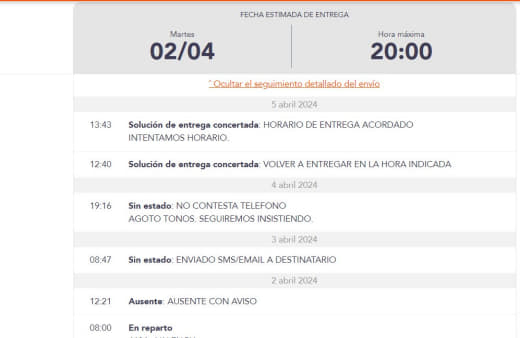 FECHA ESTIMADA DE ENTREGA
Martes
02/04
Hora máxima
20:00
ˆ Ocultar el seguimiento detallado del envío
5 abril 2024
13:43 Solución de entrega concertada: HORARIO DE ENTREGA ACORDADO
INTENTAMOS HORARIO.
12:40 Solución de entrega concertada: VOLVER A ENTREGAR EN LA HORA INDICADA
4 abril 2024
19:16 Sin estado: NO CONTESTA TELEFONO
AGOTO TONOS. SEGUIREMOS INSISTIENDO.
3 abril 2024
08:47 Sin estado: ENVIADO SMS/EMAIL A DESTINATARIO
2 abril 2024
12:21 Ausente: AUSENTE CON AVISO
08:00 En reparto